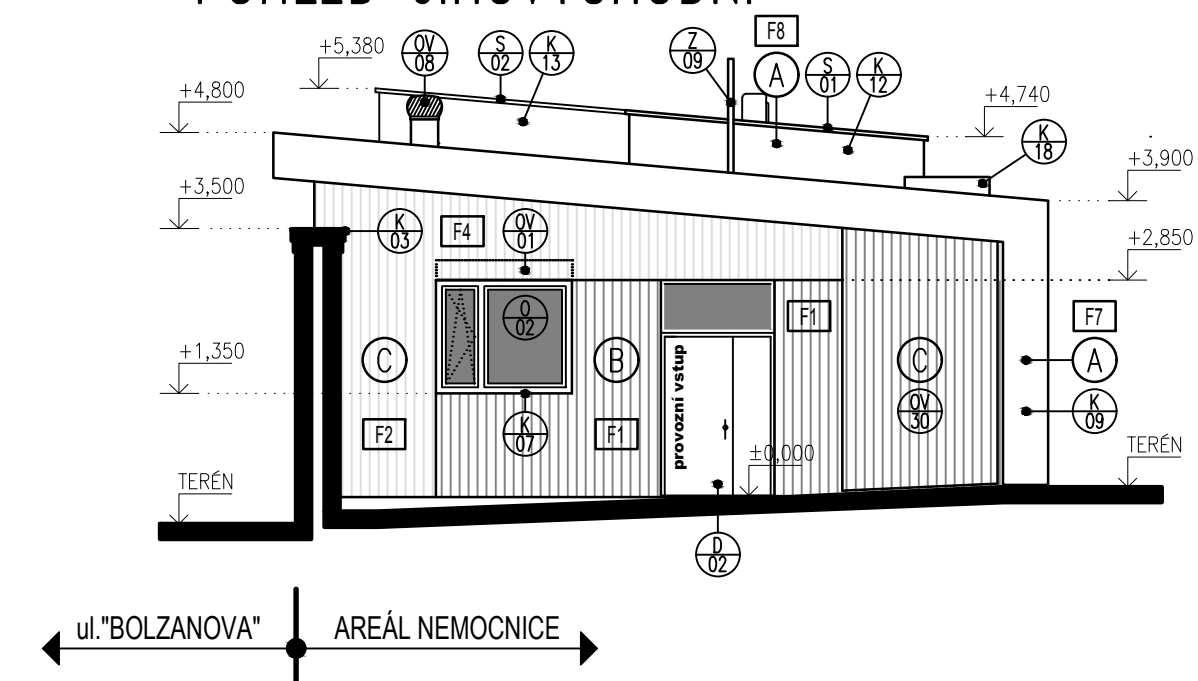 POHLED JIHOVÝCHODNÍ
+5,380
OV
08
S
02
K
13
Z
09
F8
A
S
01
K
12
+4,800
+4,740
K
18
+3,900
+3,500
K
03
F4
OV
01
+2,850
O
02
F1
F7
+1,350
C
B
C
A
provozní vstup
OV
30
K
09
F2
K
07
F1
±0,000
TERÉN
TERÉN
D
02
ul."BOLZANOVA"
AREÁL NEMOCNICE